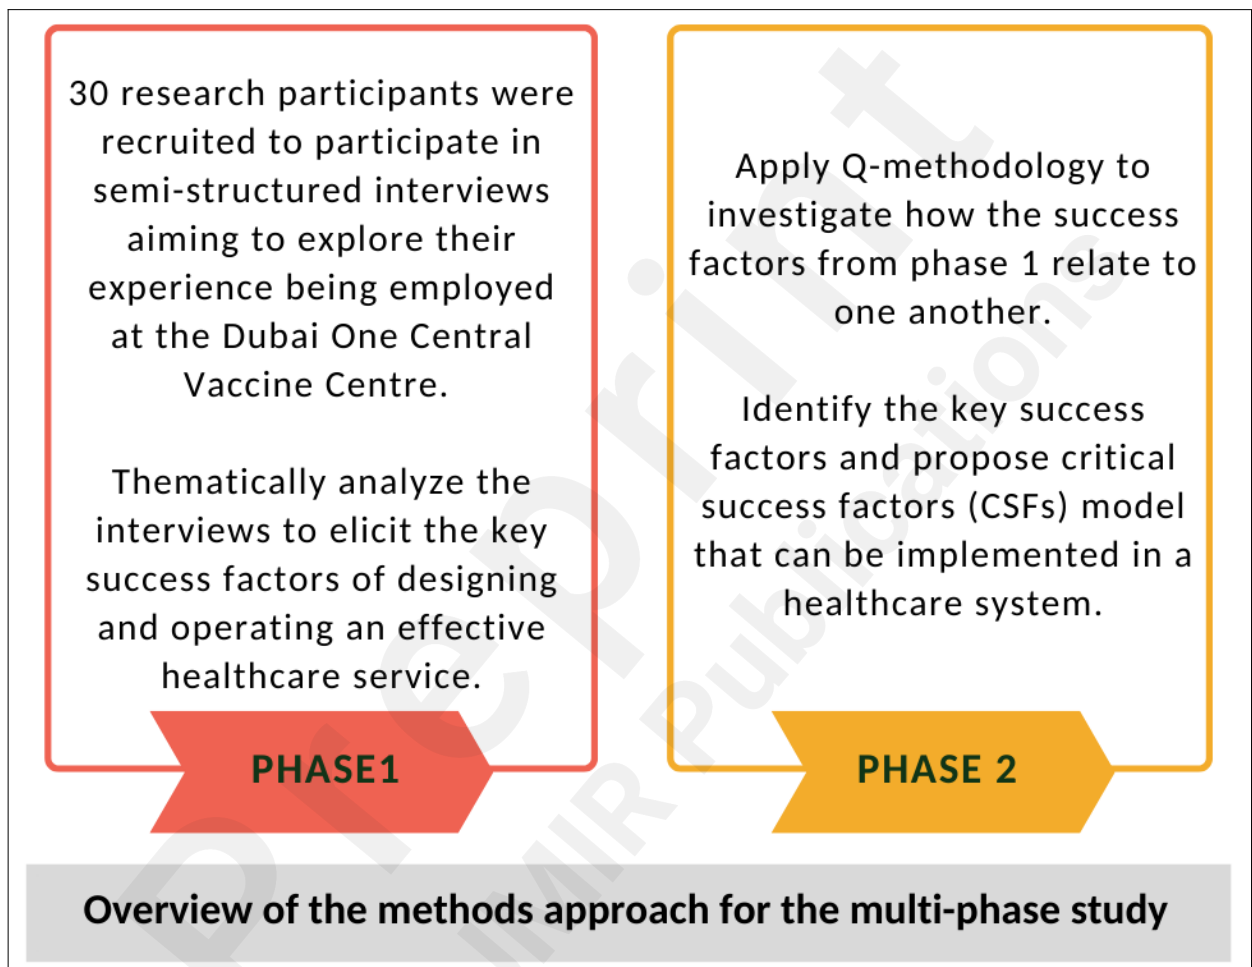 30 research participants were
recruited to participate in
semi-structured interviews
aiming to explore their
experience being employed
at the Dubai One Central
Vaccine Centre.
Thematically analyze the
interviews to elicit the key
success factors of designing
and operating an effective
healthcare service.
PHASE1
Apply Q-methodology to
investigate how the success
factors from phase 1 relate to
one another.
Identify the key success
factors and propose critical
success factors (CSFs) model
that can be implemented in a
healthcare system.
PHASE 2
Overview of the methods approach for the multi-phase study
Preprint
JMIR Publications